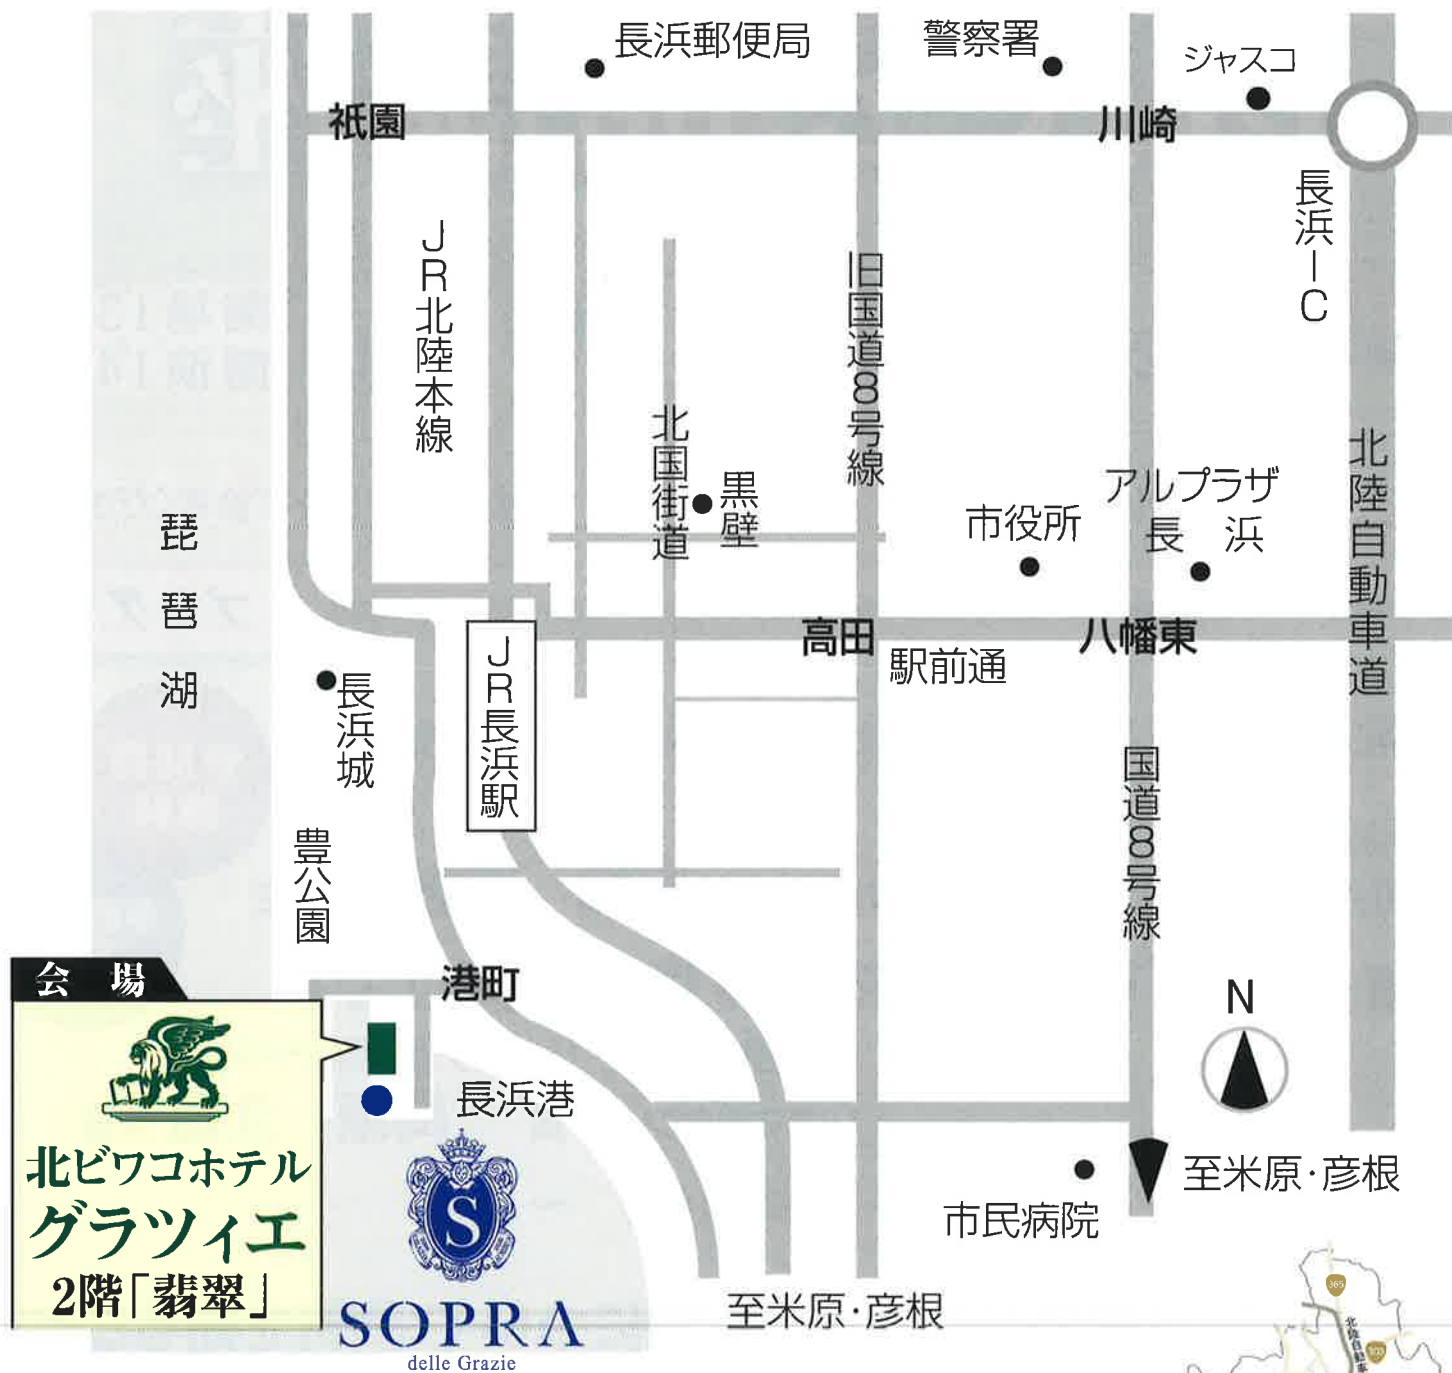 長浜郵便局
警察署
ジャスコ
祇園
川崎
長浜IC
JR北陸本線
旧国道8号線
北国街道
黒壁
北陸自動車道
アルプラザ
長浜
市役所
琵琶湖
高田
八幡東
駅前通
JR長浜駅
長浜城
国道8号線
豊公園
会場
港町
N
長浜港
北ビワコホテル
グラツィエ
2階「翡翠」
S
SOPRA
delle Grazie
至米原・彦根
市民病院
至米原・彦根
365
303